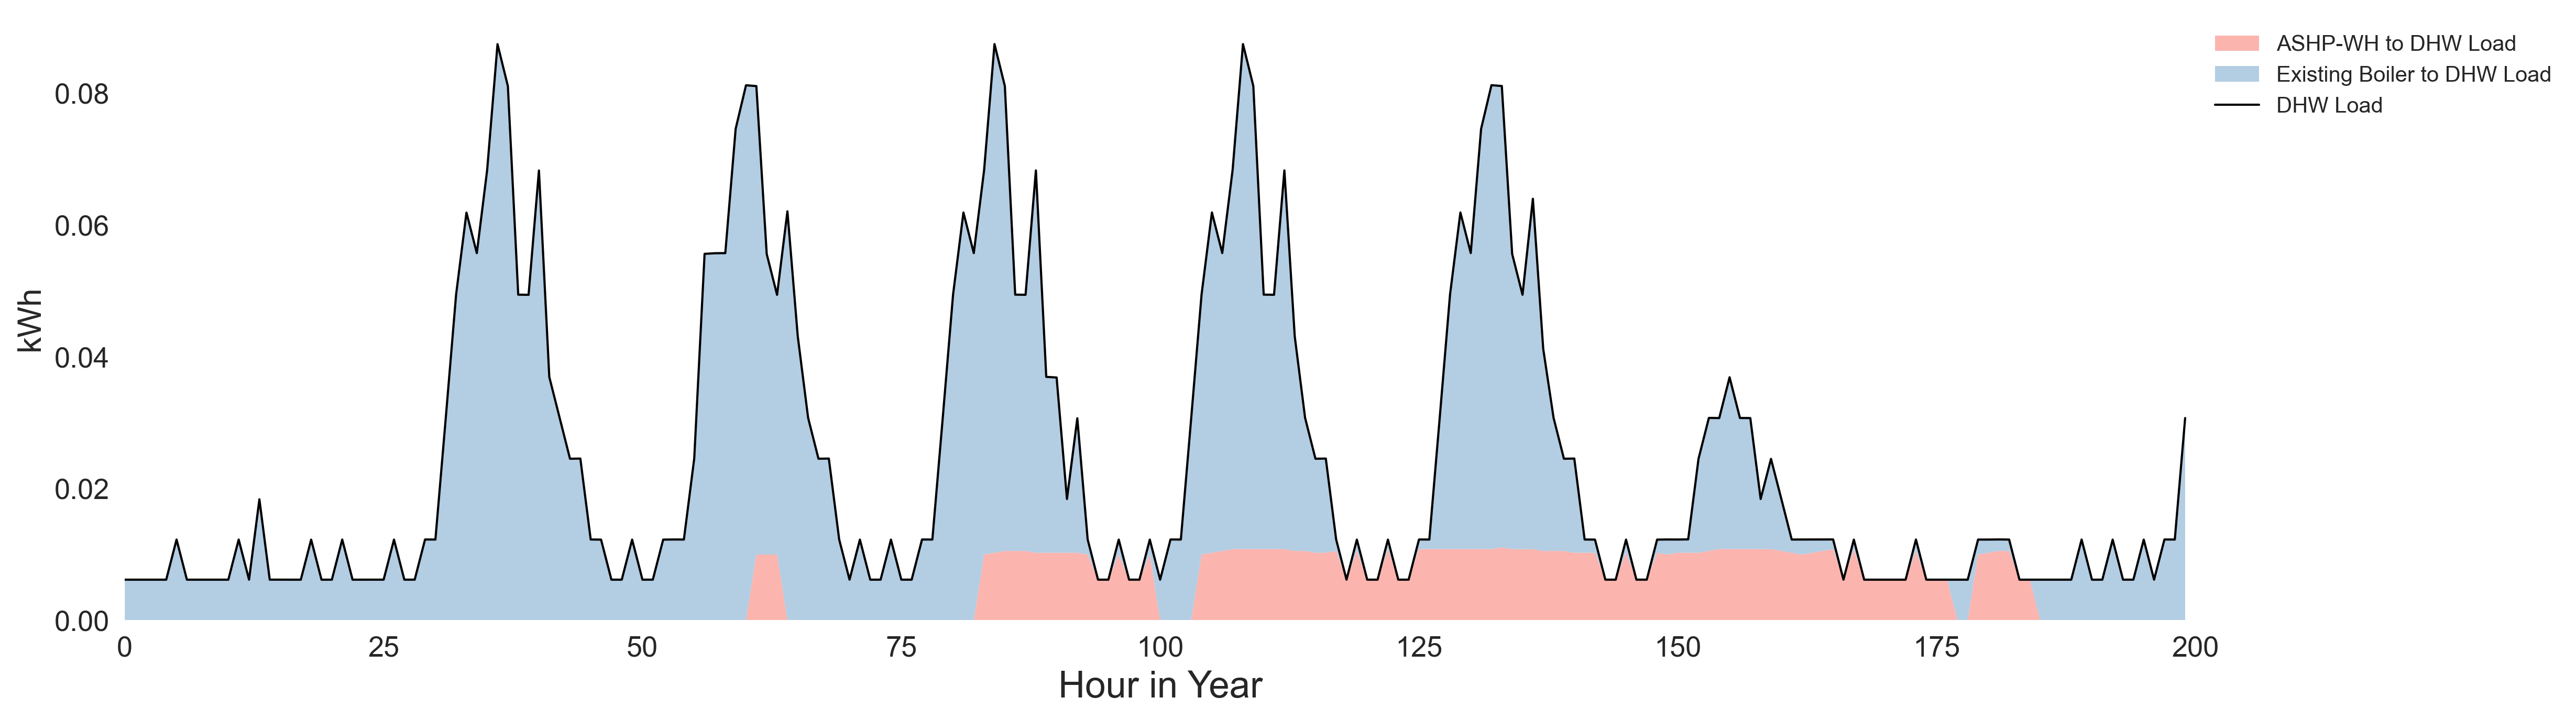 ASHP-WH to DHW Load
Existing Boiler to DHW Load
DHW Load
kWh
0.08
0.06
0.04
0.02
0.00
0 25 50 75 100 125 150 175 200
Hour in Year